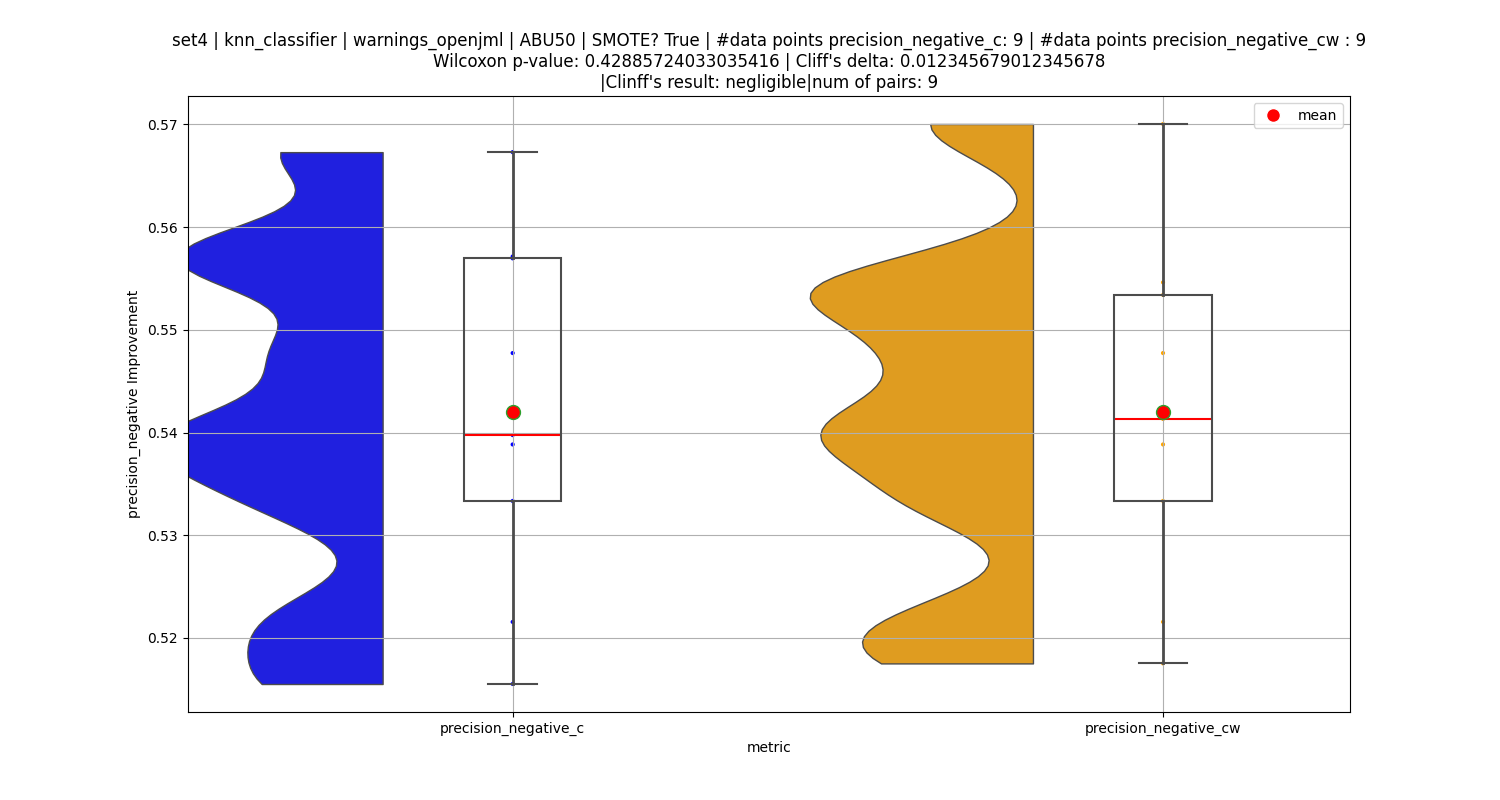 set4 | knn_classifier | warnings_openjml | ABU50 | SMOTE? True | #data points precision_negative_c: 9 | #data points precision_negative_cw : 9
Wilcoxon p-value: 0.42885724033035416 | Cliff's delta: 0.012345679012345678
|Clinff's result: negligible|num of pairs: 9
mean
0.57
0.56
0.55
0.54
0.53
0.52
precision_negative Improvement
precision_negative_c
precision_negative_cw
metric